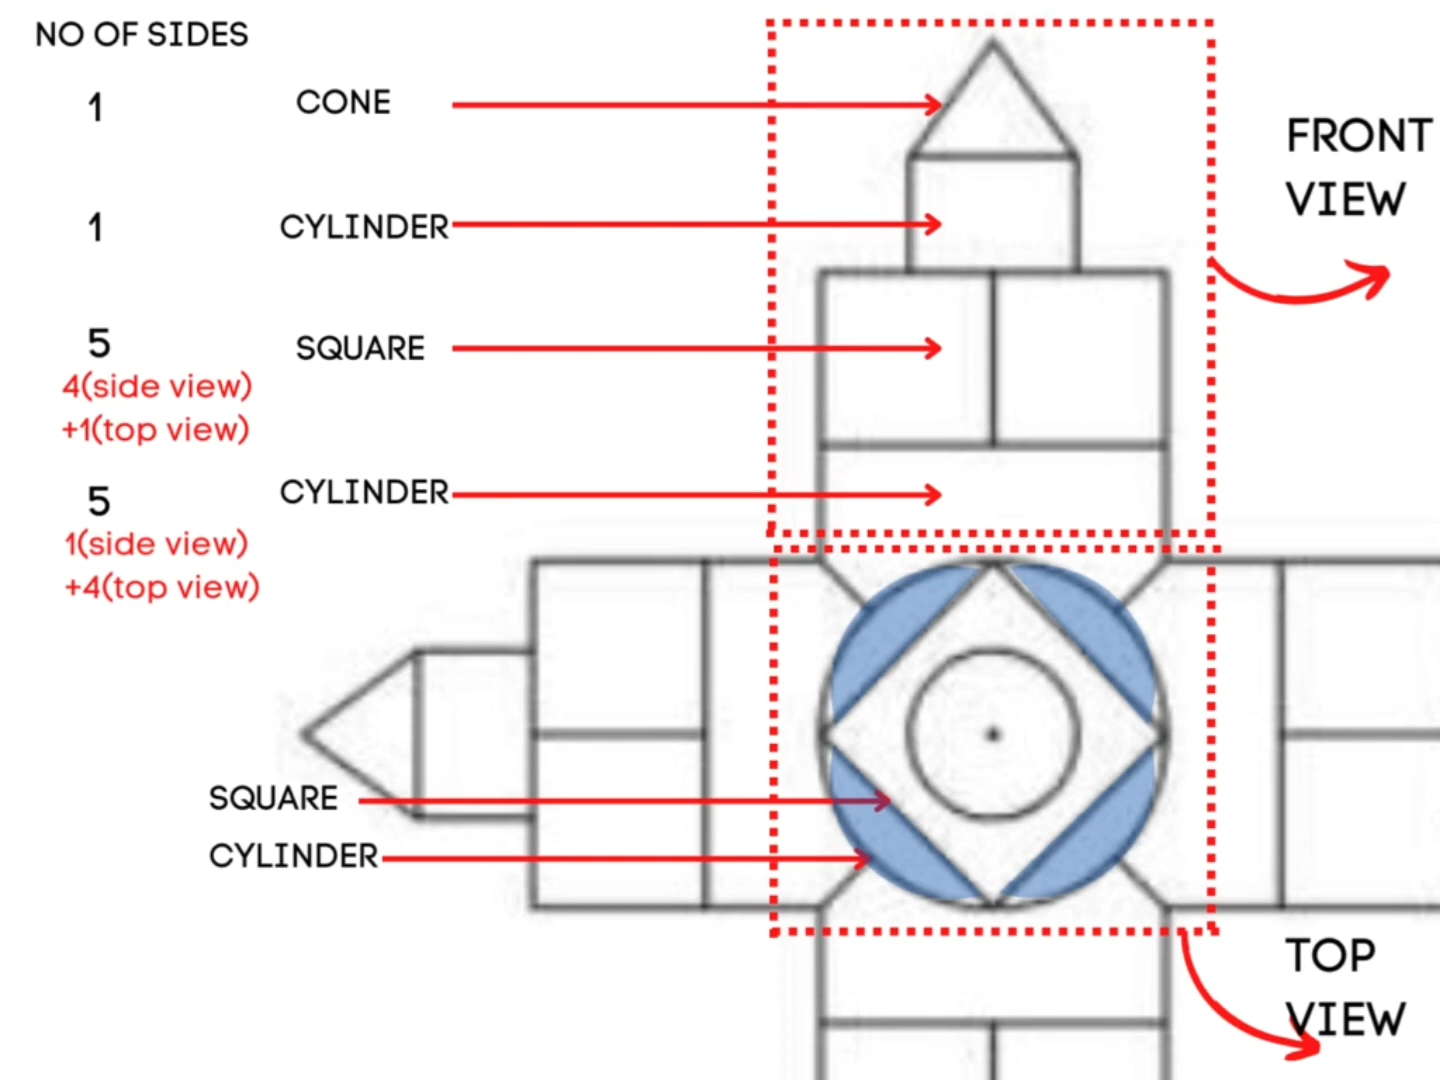 NO OF SIDES
1 CONE
1 CYLINDER
5 SQUARE
4(side view)
+1(top view)
5 CYLINDER
1(side view)
+4(top view)
FRONT
VIEW
SQUARE
CYLINDER
TOP
VIEW